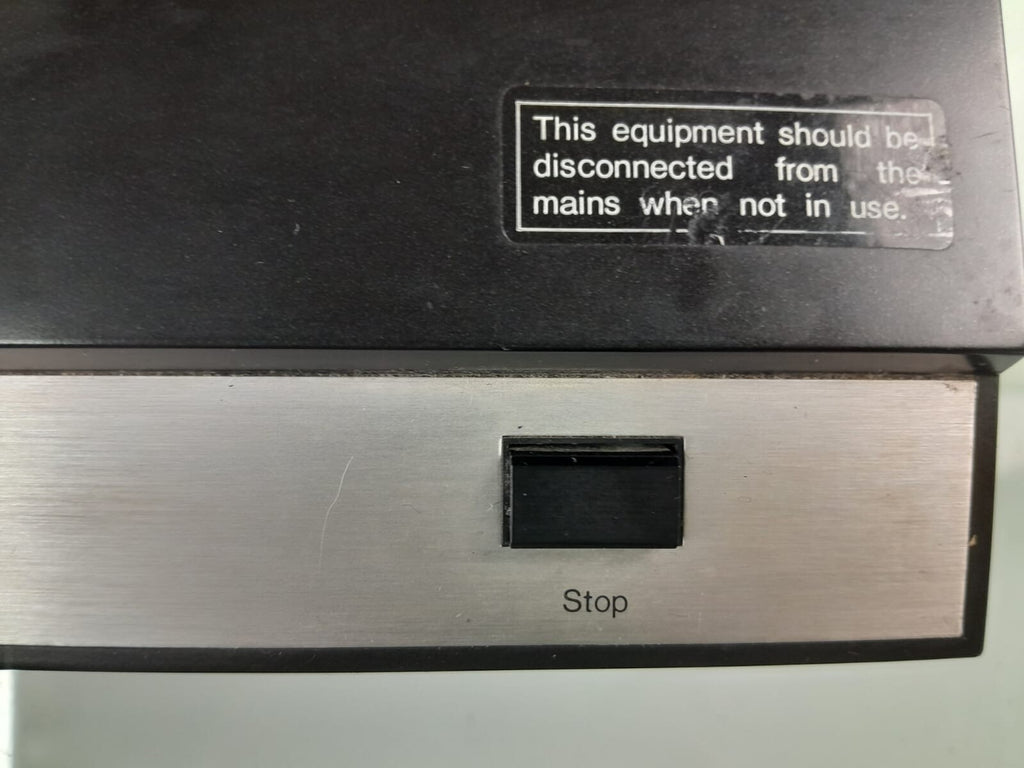 This equipment should be
disconnected from the
mains when not in use.
Stop